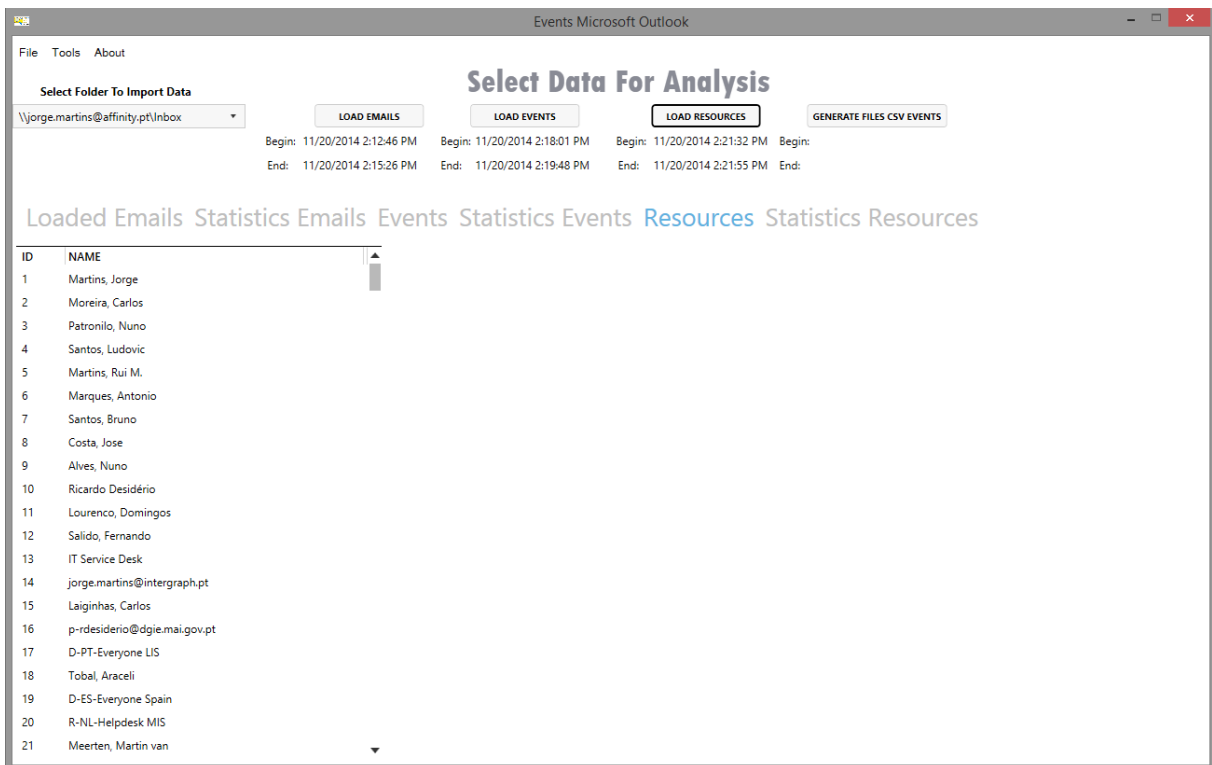 Events Microsoft Outlook
File Tools About
Select Data For Analysis
Select Folder To Import Data
\\jorge.martins@affinity.pt\Inbox LOAD EMAILS LOAD EVENTS LOAD RESOURCES GENERATE FILES CSV EVENTS
Begin: 11/20/2014 2:12:46 PM Begin: 11/20/2014 2:18:01 PM Begin: 11/20/2014 2:21:32 PM Begin:
End: 11/20/2014 2:15:26 PM End: 11/20/2014 2:19:48 PM End: 11/20/2014 2:21:55 PM End:
Loaded Emails Statistics Emails Events Statistics Events Resources Statistics Resources
ID NAME
1 Martins, Jorge
2 Moreira, Carlos
3 Patronilo, Nuno
4 Santos, Ludovic
5 Martins, Rui M.
6 Marques, Antonio
7 Santos, Bruno
8 Costa, Jose
9 Alves, Nuno
10 Ricardo Desidério
11 Lourenco, Domingos
12 Salido, Fernando
13 IT Service Desk
14 jorge.martins@intergraph.pt
15 Laiginhas, Carlos
16 p-rdesiderio@dgie.mai.gov.pt
17 D-PT-Everyone LIS
18 Tobal, Araceli
19 D-ES-Everyone Spain
20 R-NL-Helpdesk MIS
21 Meerten, Martin van